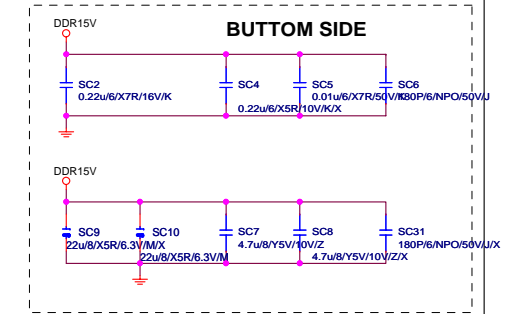 BUTTOM SIDE
DDR15V
SC2
0.22u/6/X7R/16V/K
SC4
0.22u/6/X5R/10V/K/X
SC5
0.01u/6/X7R/50V/K
SC6
180P/6/NPO/50V/J
DDR15V
SC9
22u/8/X5R/6.3V/M/X
SC10
22u/8/X5R/6.3V/M
SC7
4.7u/8/Y5V/10V/Z
SC8
4.7u/8/Y5V/10V/Z/X
SC31
180P/6/NPO/50V/J/X